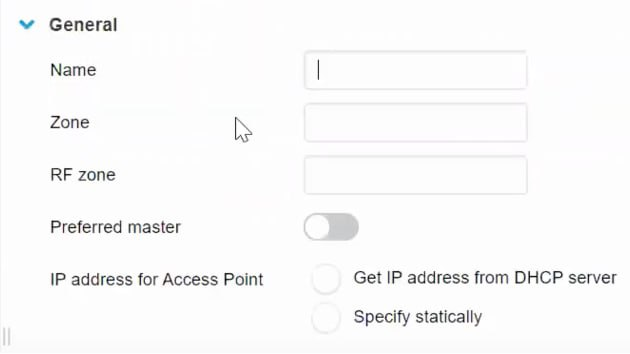 General
Name
Zone
RF zone
Preferred master
IP address for Access Point
Get IP address from DHCP server
Specify statically